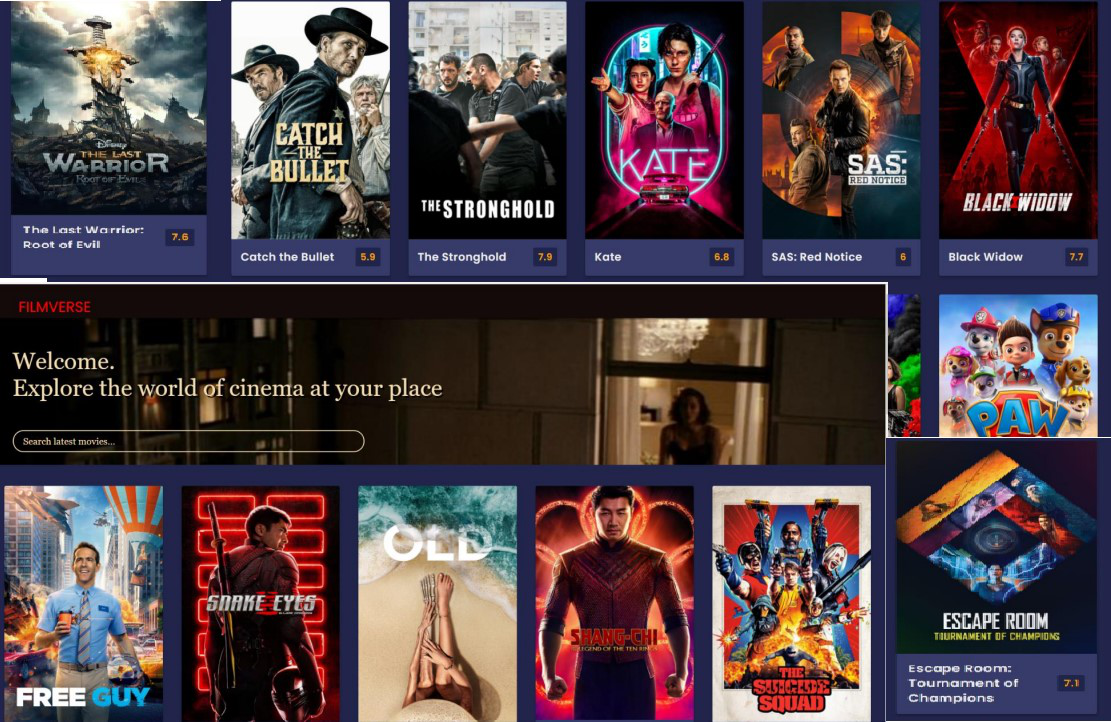 Disney
THE LAST
WARRIOR
ROOT OF EVIL
The Last Warrior:
Root of Evil
7.6
CATCH
THE
BULLET
Catch the Bullet
5.9
THE STRONGHOLD
The Stronghold
7.9
KATE
Kate
6.8
SAS:
RED NOTICE
SAS: Red Notice
6
BLACK WIDOW
Black Widow
7.7
FILMVERSE
Welcome.
Explore the world of cinema at your place
Search latest movies...
PAW
FREE GUY
SNAKE EYES
OLD
SHANG-CHI
LEGEND OF THE TEN RINGS
THE
SUICIDE
SQUAD
ESCAPE ROOM
TOURNAMENT OF CHAMPIONS
Escape Room:
Tournament of
Champions
7.1